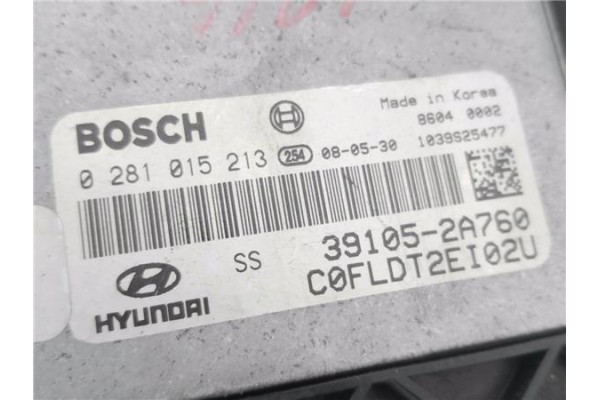 BOSCH
Made in Korea
8604 0002
0 281 015 213 254 08-05-30 1039S25477
SS 39105-2A760
HYUNDAI C0FLDT2EI02U